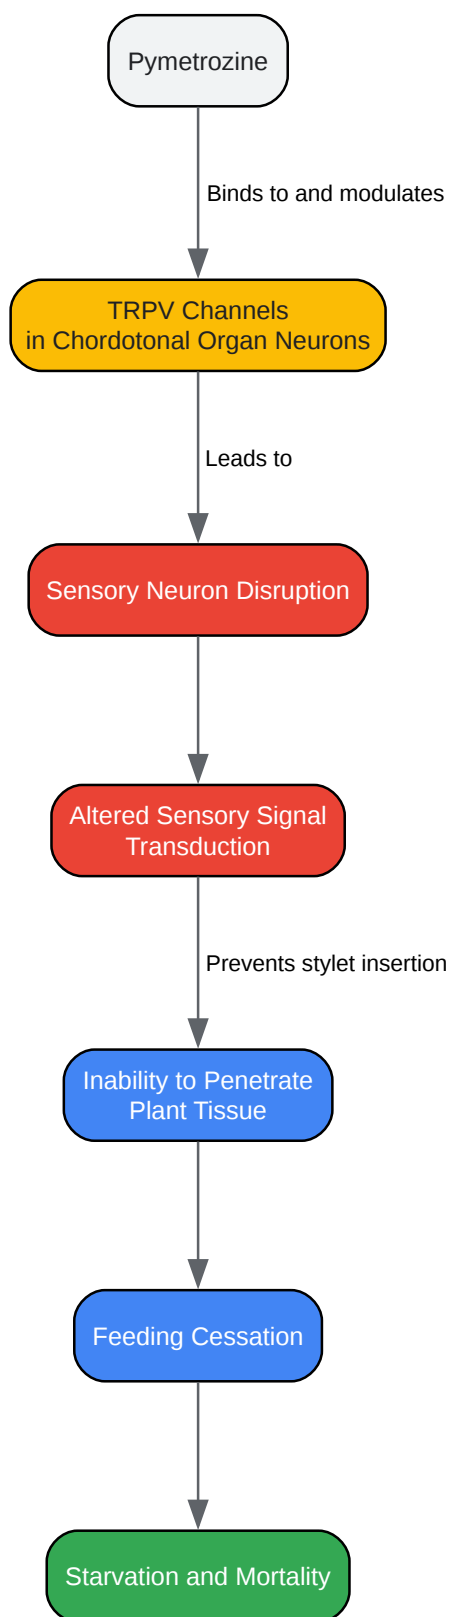 Pymetrozine
Binds to and modulates
TRPV Channels
in Chordotonal Organ Neurons
Leads to
Sensory Neuron Disruption
Altered Sensory Signal
Transduction
Prevents stylet insertion
Inability to Penetrate
Plant Tissue
Feeding Cessation
Starvation and Mortality